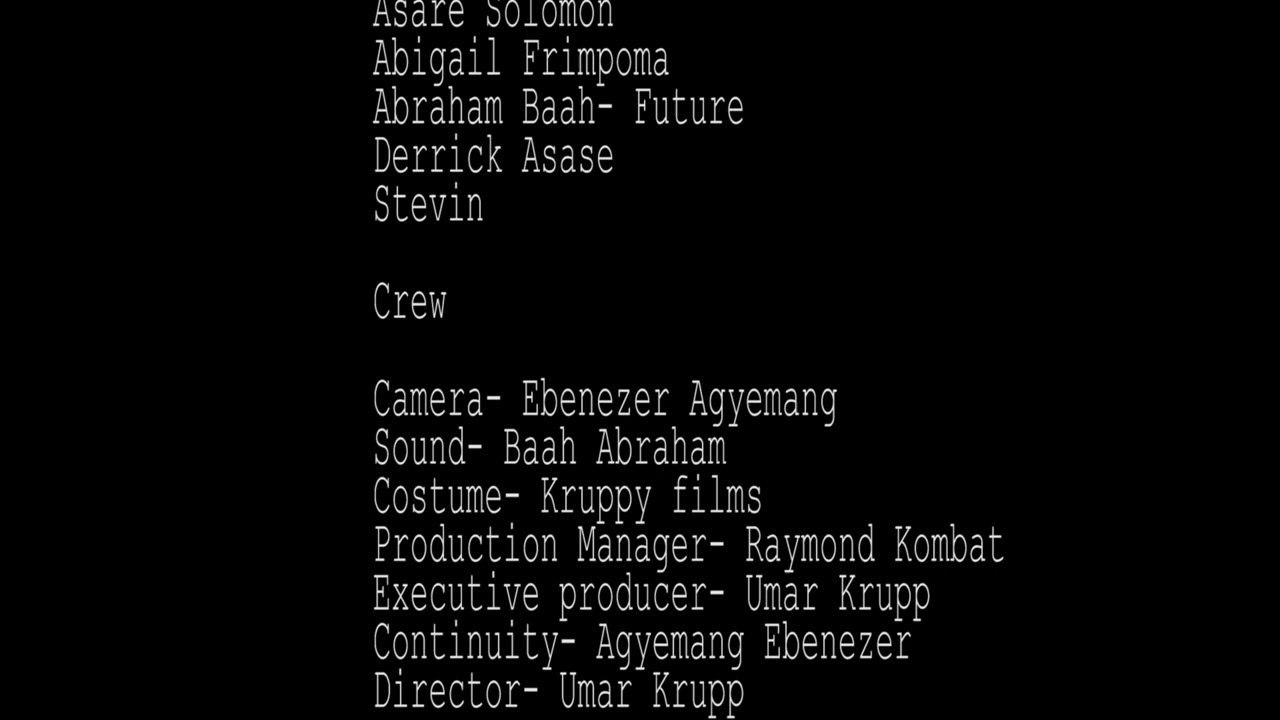 Asare Solomon
Abigail Frimpoma
Abraham Baah- Future
Derrick Asase
Stevin
Crew
Camera- Ebenezer Agyemang
Sound- Baah Abraham
Costume- Kruppy films
Production Manager- Raymond Kombat
Executive producer- Umar Krupp
Continuity- Agyemang Ebenezer
Director- Umar Krupp